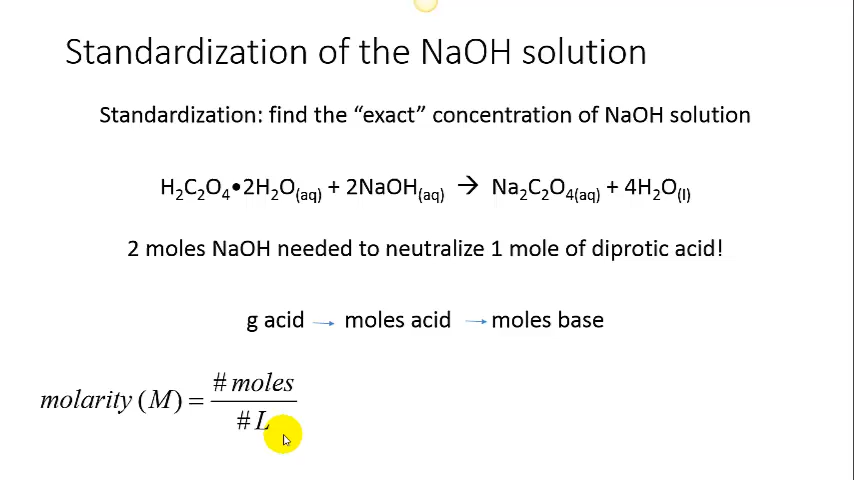 Standardization of the NaOH solution
Standardization: find the “exact” concentration of NaOH solution
H₂C₂O₄•2H₂O(aq) + 2NaOH(aq) → Na₂C₂O₄(aq) + 4H₂O(l)
2 moles NaOH needed to neutralize 1 mole of diprotic acid!
g acid → moles acid → moles base
molarity (M) = # moles
# L